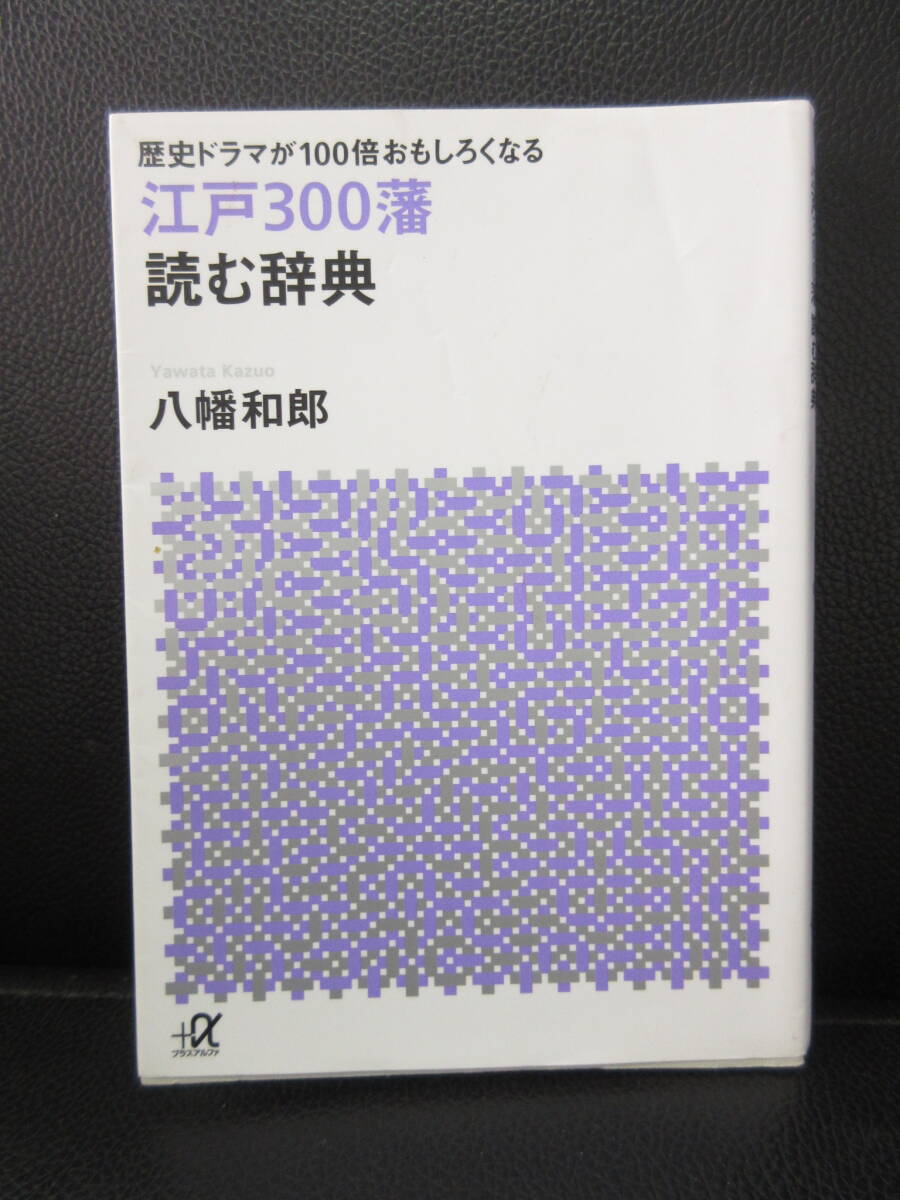 歴史ドラマが100倍おもしろくなる
江戸300藩
読む辞典
Yawata Kazuo
八幡和郎
+α
プラスアルファ